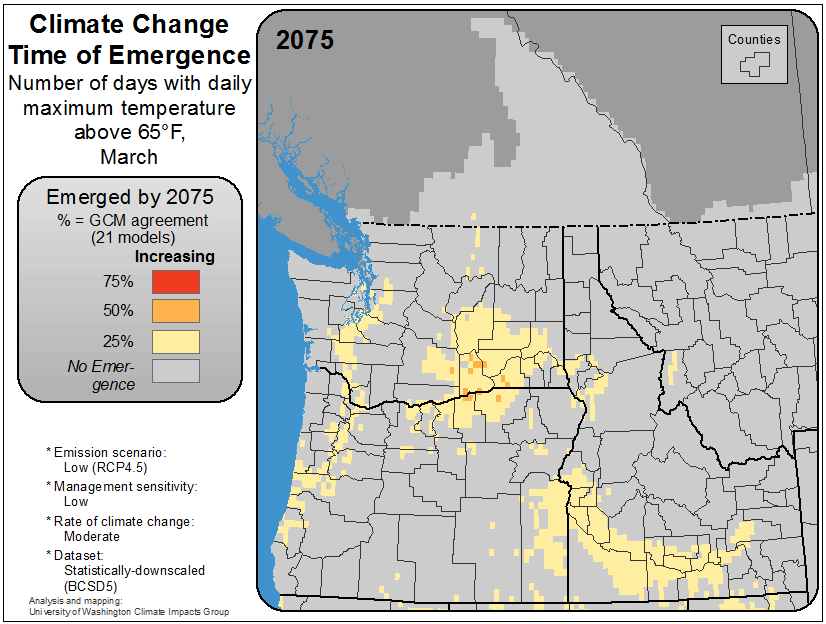 Climate Change
Time of Emergence
Number of days with daily
maximum temperature
above 65°F,
March
Emerged by 2075
% = GCM agreement
(21 models)
Increasing
75%
50%
25%
No Emer-
gence
* Emission scenario:
Low (RCP4.5)
* Management sensitivity:
Low
* Rate of climate change:
Moderate
* Dataset:
Statistically-downscaled
(BCSD5)
Analysis and mapping:
University of Washington Climate Impacts Group
2075
Counties